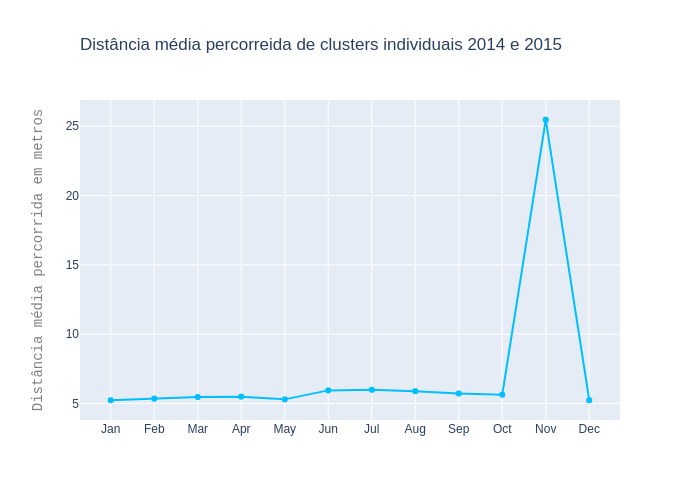 Distância média percorreida de clusters individuais 2014 e 2015
Distância média percorrida em metros
25
20
15
10
5
Jan Feb Mar Apr May Jun Jul Aug Sep Oct Nov Dec